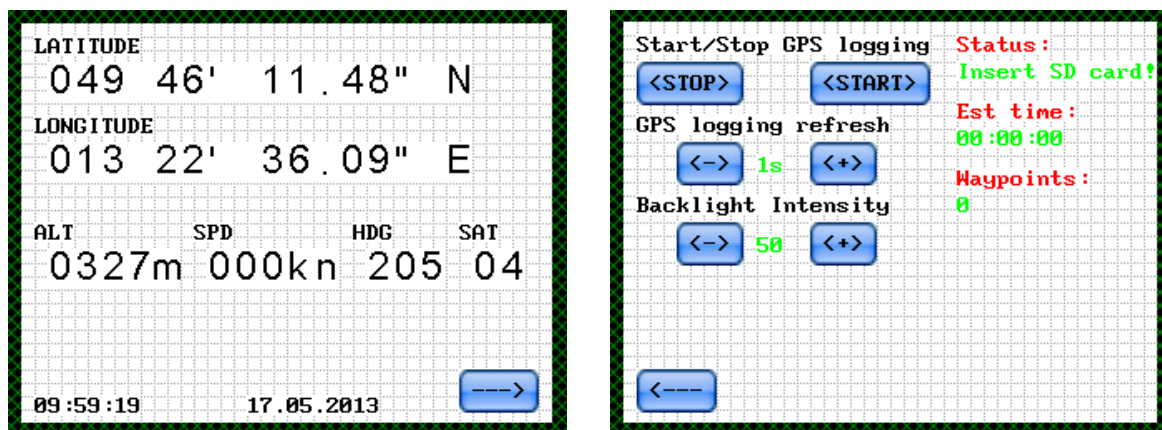 LATITUDE
049 46' 11.48" N
LONGITUDE
013 22' 36.09" E
ALT SPD HDG SAT
0327m 000kn 205 04
--->
09:59:19 17.05.2013
Start/Stop GPS logging
<STOP> <START>
GPS logging refresh
<-> 1s <+>
Backlight Intensity
<-> 50 <+>
<---
Status:
Insert SD card!
Est time:
00:00:00
Waypoints:
0